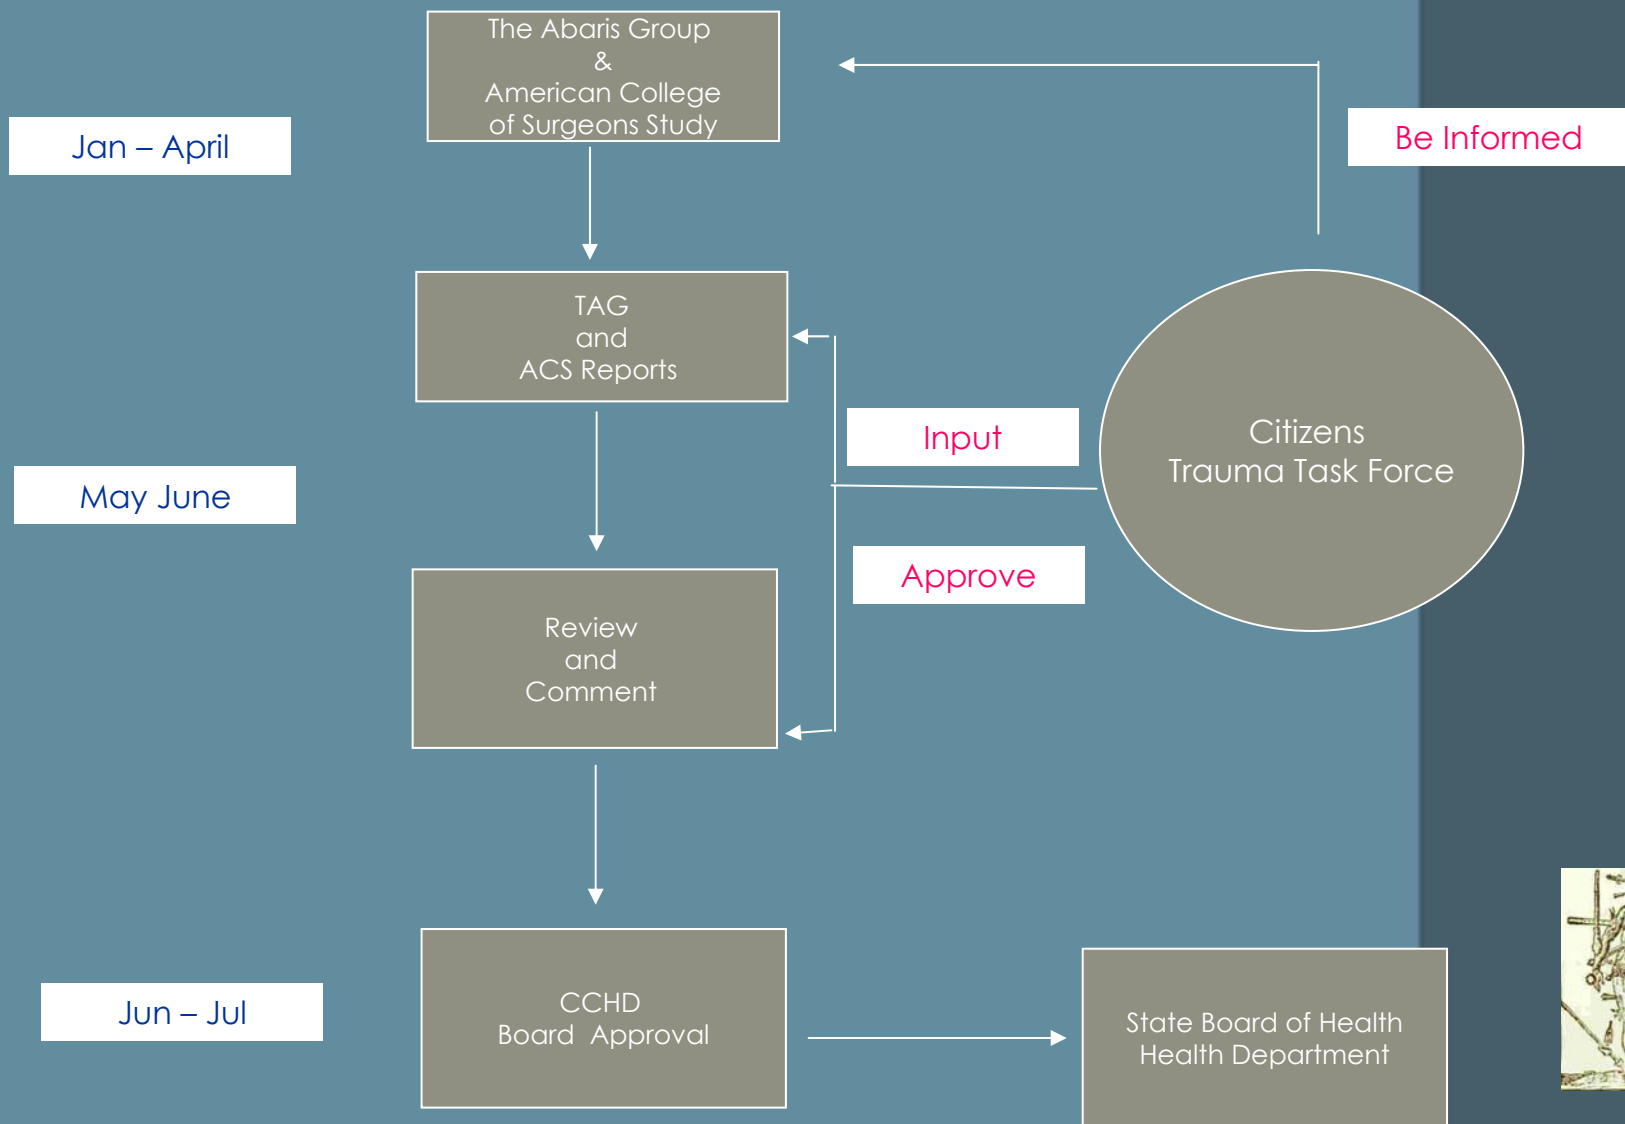 The Abaris Group
&
American College
of Surgeons Study
Jan – April
Be Informed
TAG
and
ACS Reports
Input
Citizens
Trauma Task Force
May June
Approve
Review
and
Comment
CCHD
Board Approval
Jun – Jul
State Board of Health
Health Department